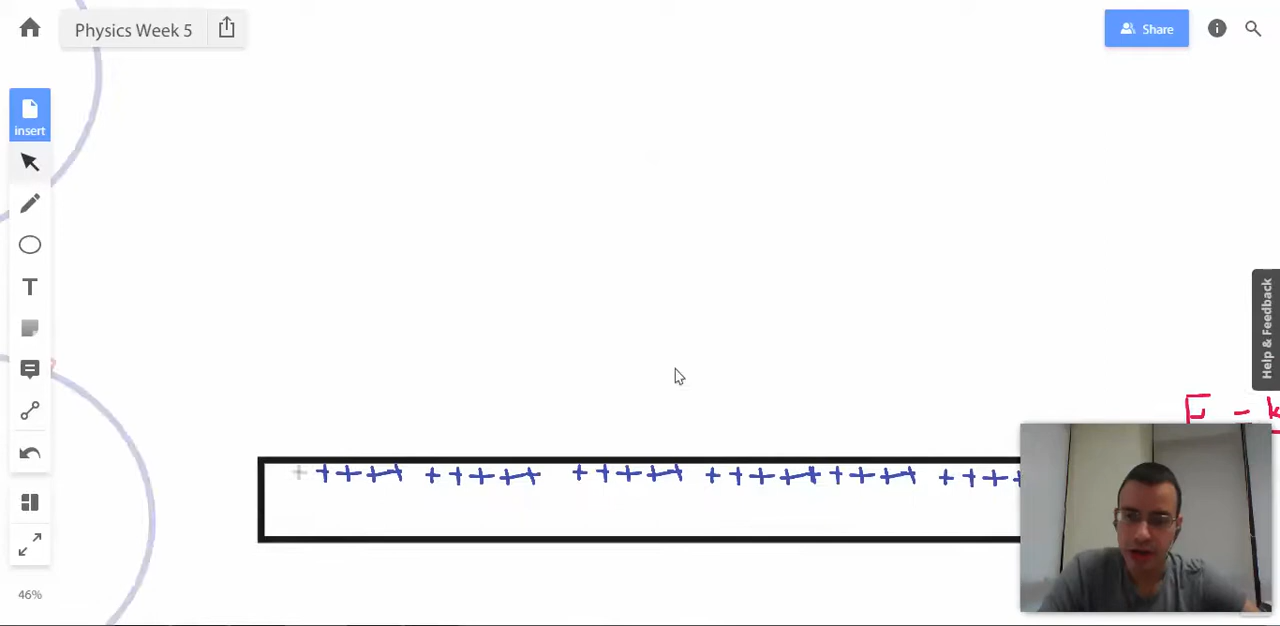 Physics Week 5
Share
insert
T
Help & Feedback
+ + + + + + + + + + + + + + + + + + + + + + + + + + + + +
46%